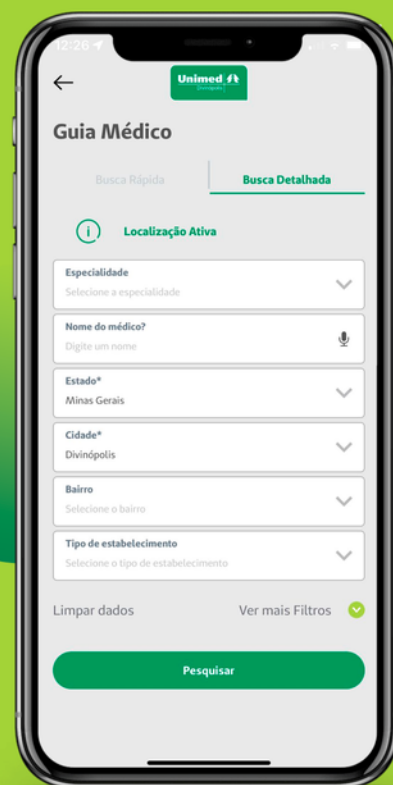 12:26
Unimed
Divinópolis
Guia Médico
Busca Rápida
Busca Detalhada
i
Localização Ativa
Especialidade
Selecione a especialidade
Nome do médico?
Digite um nome
Estado*
Minas Gerais
Cidade*
Divinópolis
Bairro
Selecione o bairro
Tipo de estabelecimento
Selecione o tipo de estabelecimento
Limpar dados
Ver mais Filtros
Pesquisar